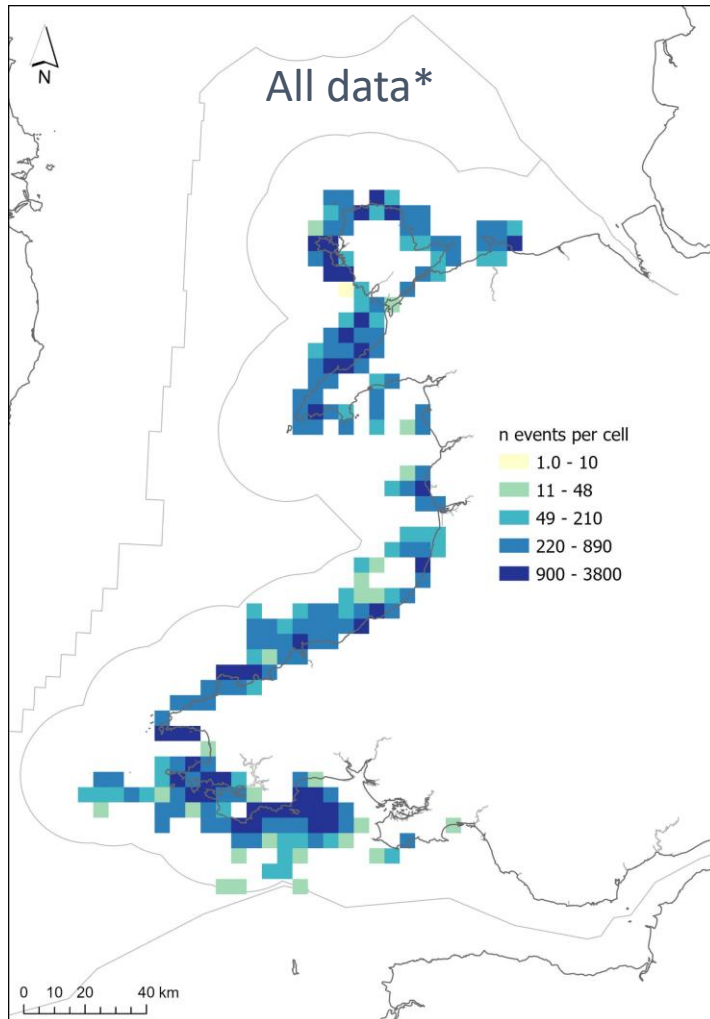 N
All data*
n events per cell
1.0 - 10
11 - 48
49 - 210
220 - 890
900 - 3800
0 10 20 40 km